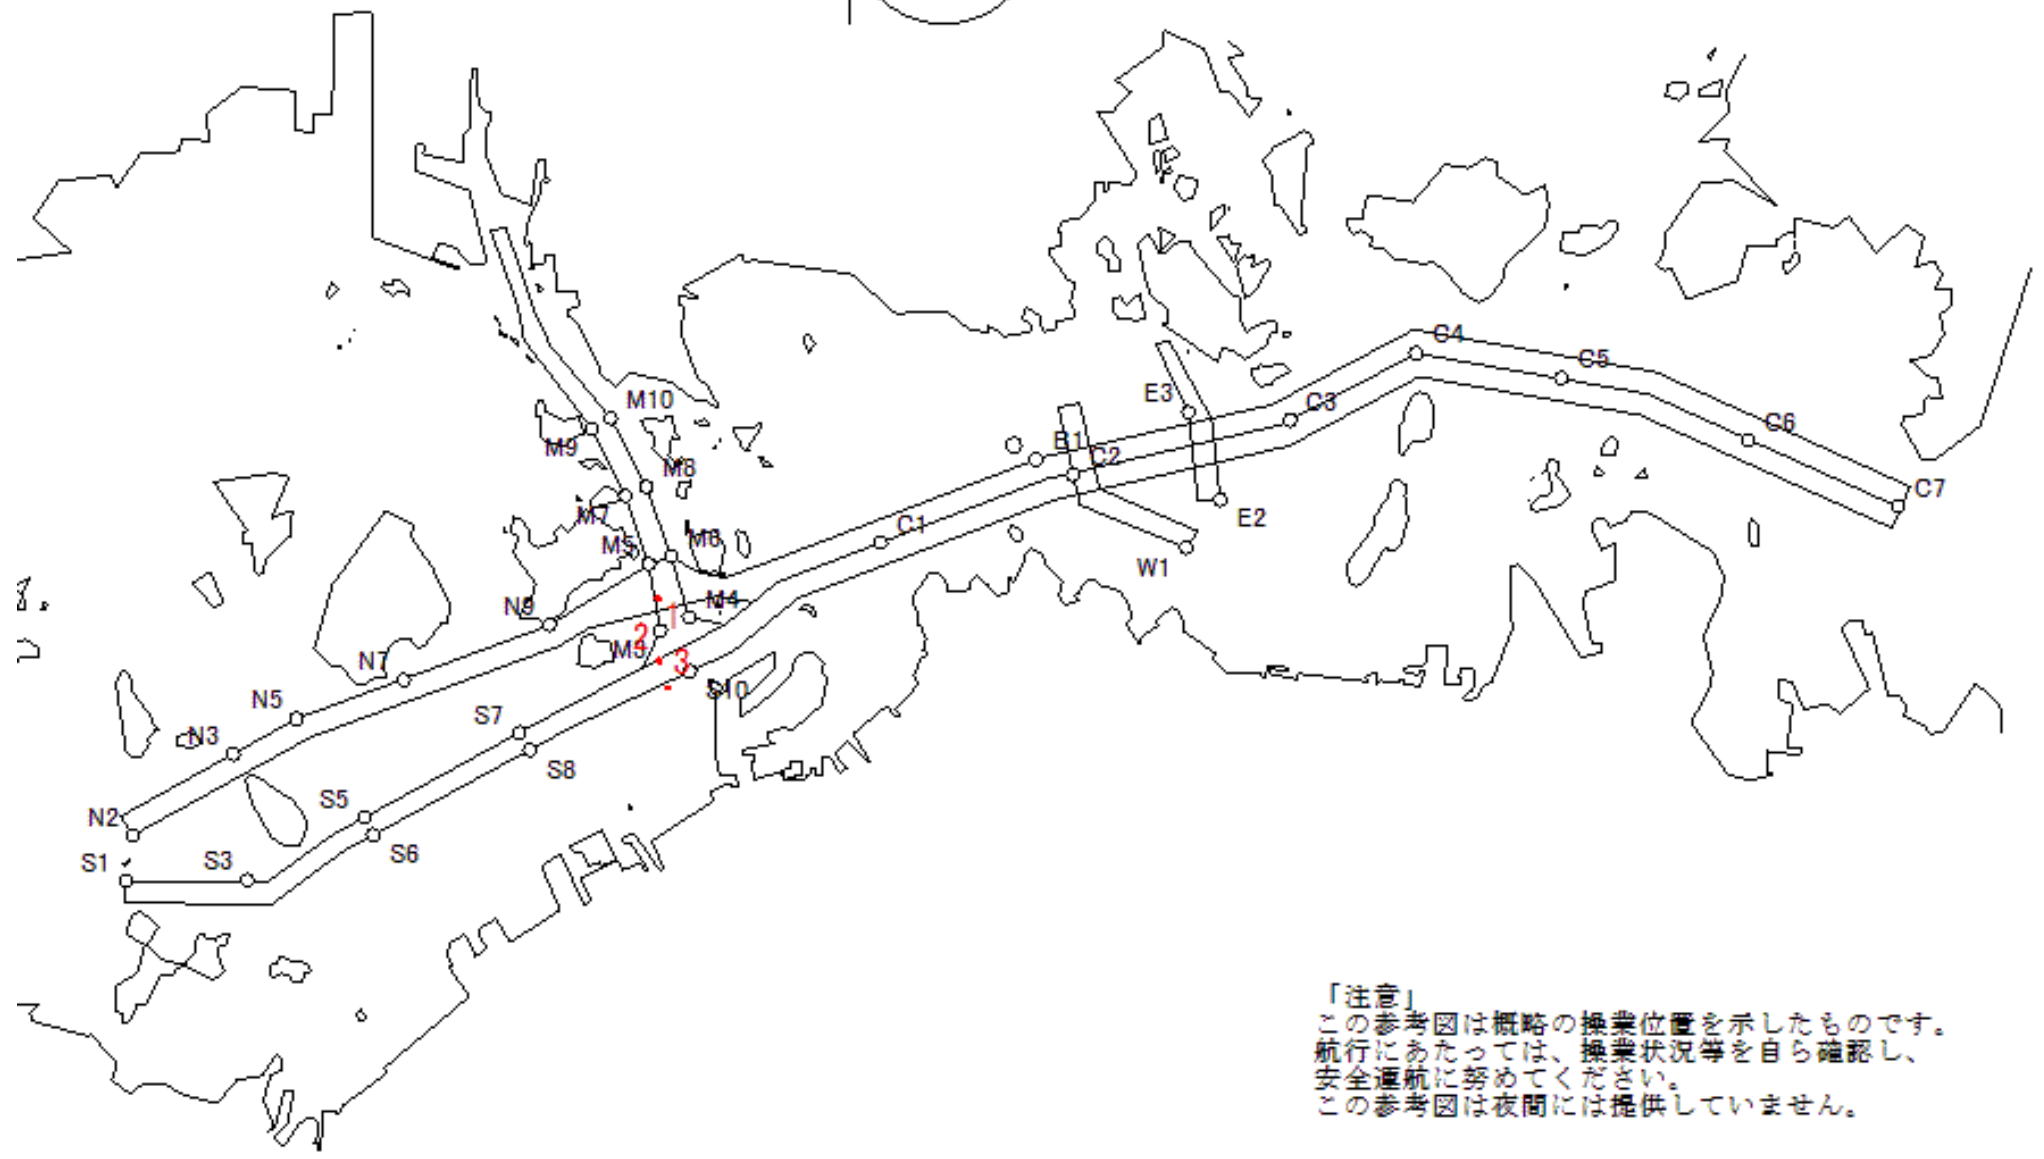 C4
C5
E3
M10
C3
C6
B1
M9
C2
M8
C7
M7
E2
C1
M5
M6
W1
N9
M4
1
2
M3
3
N7
S10
N5
S7
N3
S8
S5
N2
S6
S1
S3
「注意」
この参考図は概略の操業位置を示したものです。
航行にあたっては、操業状況等を自ら確認し、
安全運航に努めてください。
この参考図は夜間には提供していません。